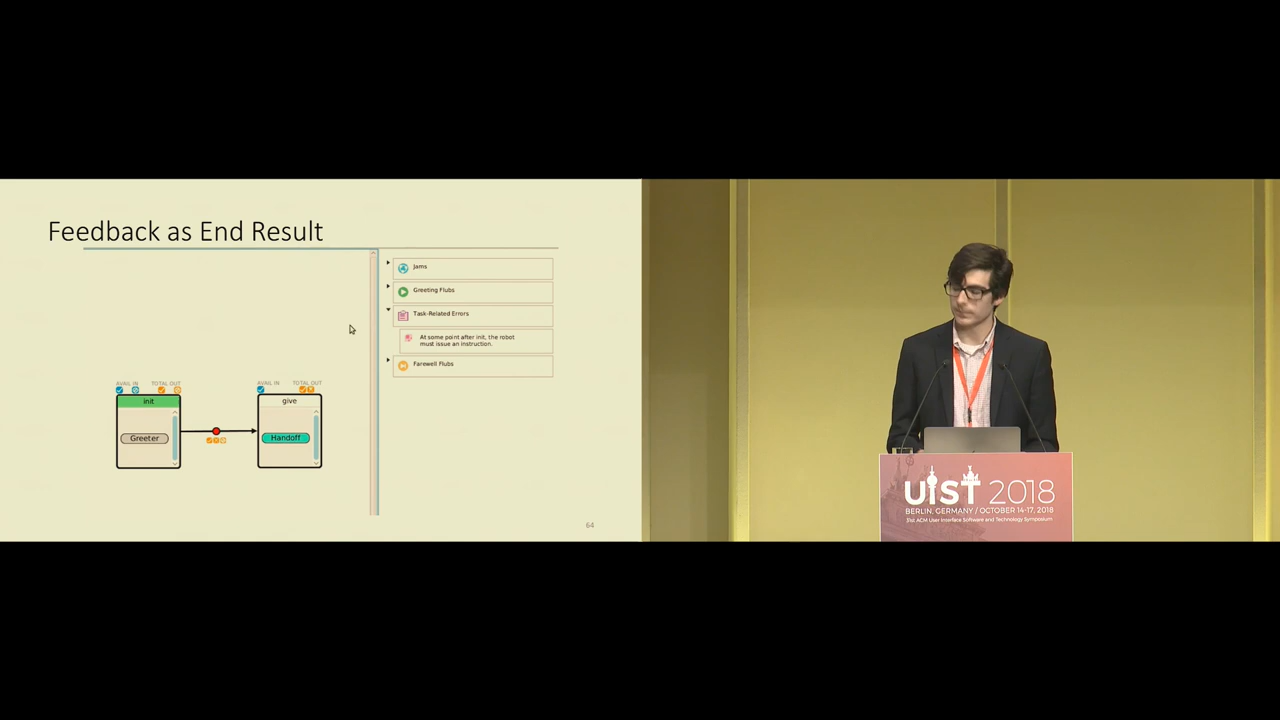 Feedback as End Result
Jams
Greeting Flubs
Task-Related Errors
At some point after init, the robot
must issue an instruction.
Farewell Flubs
AVAIL IN TOTAL OUT
init
Greeter
AVAIL IN TOTAL OUT
give
Handoff
64
UIST 2018
BERLIN, GERMANY / OCTOBER 14-17, 2018
31st ACM User Interface Software and Technology Symposium